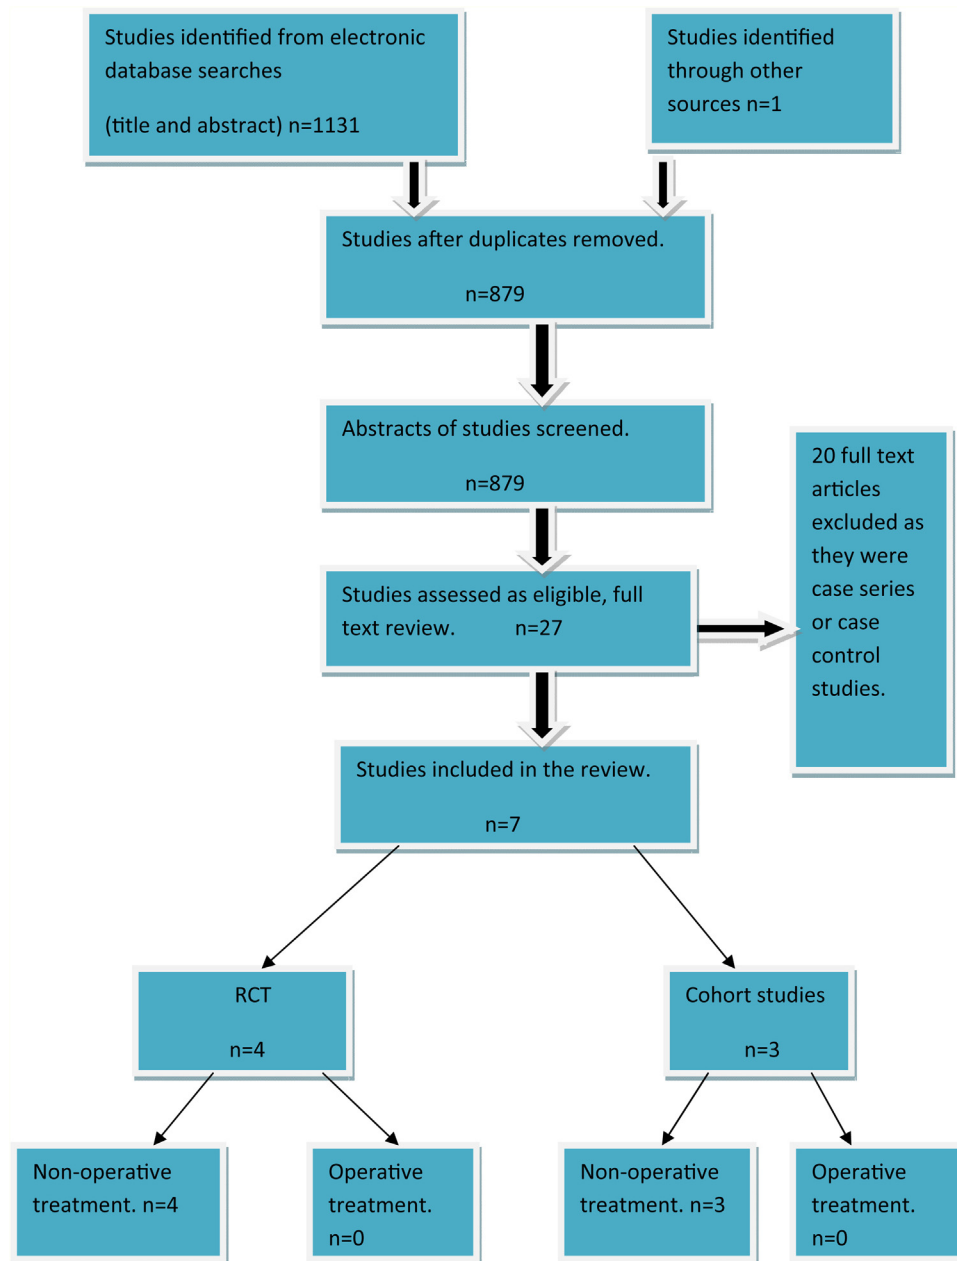 Studies identified from electronic
database searches
(title and abstract) n=1131
Studies identified
through other
sources n=1
Studies after duplicates removed.
n=879
Abstracts of studies screened.
n=879
20 full text
articles
excluded as
they were
case series
or case
control
studies.
Studies assessed as eligible, full
text review. n=27
Studies included in the review.
n=7
RCT
n=4
Cohort studies
n=3
Non-operative
treatment. n=4
Operative
treatment.
n=0
Non-operative
treatment. n=3
Operative
treatment.
n=0